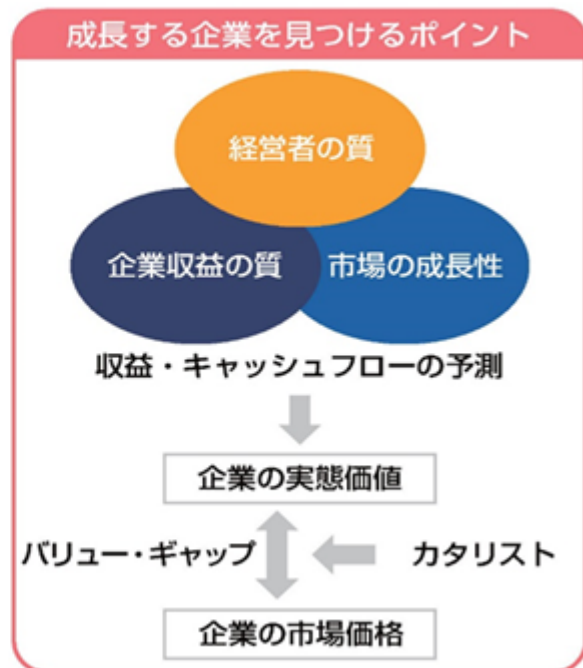 成長する企業を見つけるポイント
経営者の質
企業収益の質
市場の成長性
収益・キャッシュフローの予測
企業の実態価値
バリュー・ギャップ
カタリスト
企業の市場価格